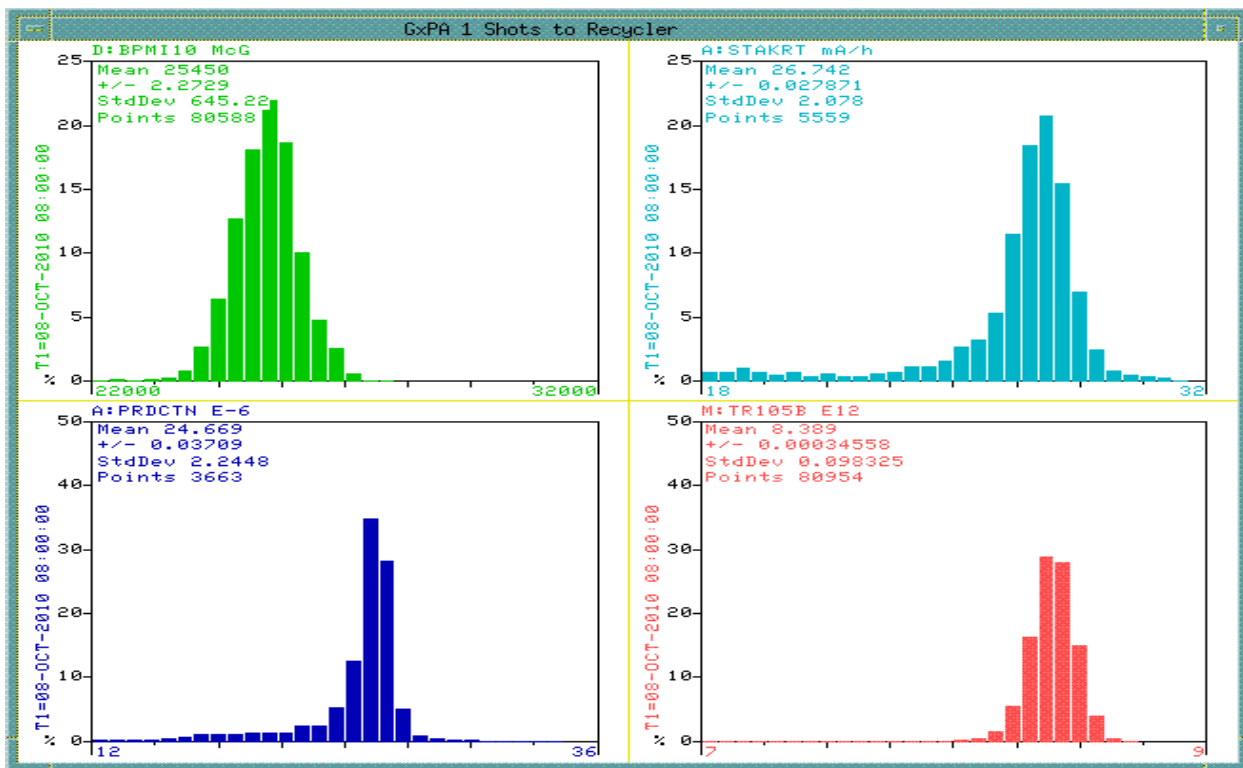 GxPA 1 Shots to Recycler
D:BPMI10 McG
Mean 25450
+/- 2.2729
StdDev 645.22
Points 80588
25
20
15
10
5
% 0
T1=08-OCT-2010 08:00:00
22000 32000
A:STAKRT mA/h
Mean 26.742
+/- 0.027871
StdDev 2.078
Points 5559
25
20
15
10
5
% 0
T1=08-OCT-2010 08:00:00
18 32
A:PRDCTN E-6
Mean 24.669
+/- 0.03709
StdDev 2.2448
Points 3663
50
40
30
20
10
% 0
T1=08-OCT-2010 08:00:00
12 36
M:TR105B E12
Mean 8.389
+/- 0.00034558
StdDev 0.098325
Points 80954
50
40
30
20
10
% 0
T1=08-OCT-2010 08:00:00
7 9